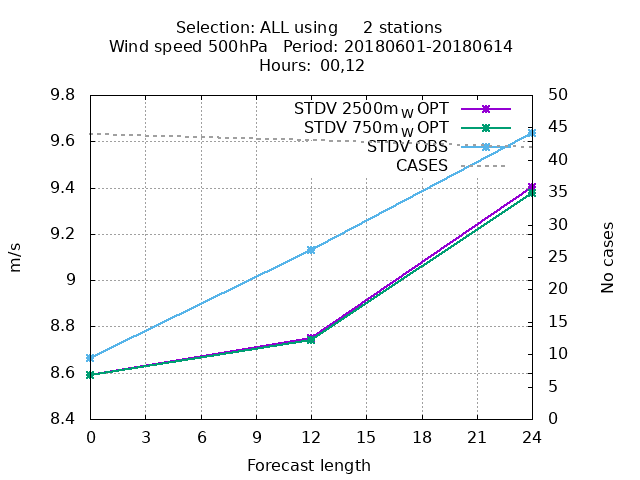 Selection: ALL using 2 stations
Wind speed 500hPa Period: 20180601-20180614
Hours: 00,12
9.8
9.6
9.4
9.2
9
8.8
8.6
8.4
50
45
40
35
30
25
20
15
10
5
0
STDV 2500m_W OPT
STDV 750m_W OPT
STDV OBS
CASES
m/s
No cases
0 3 6 9 12 15 18 21 24
Forecast length